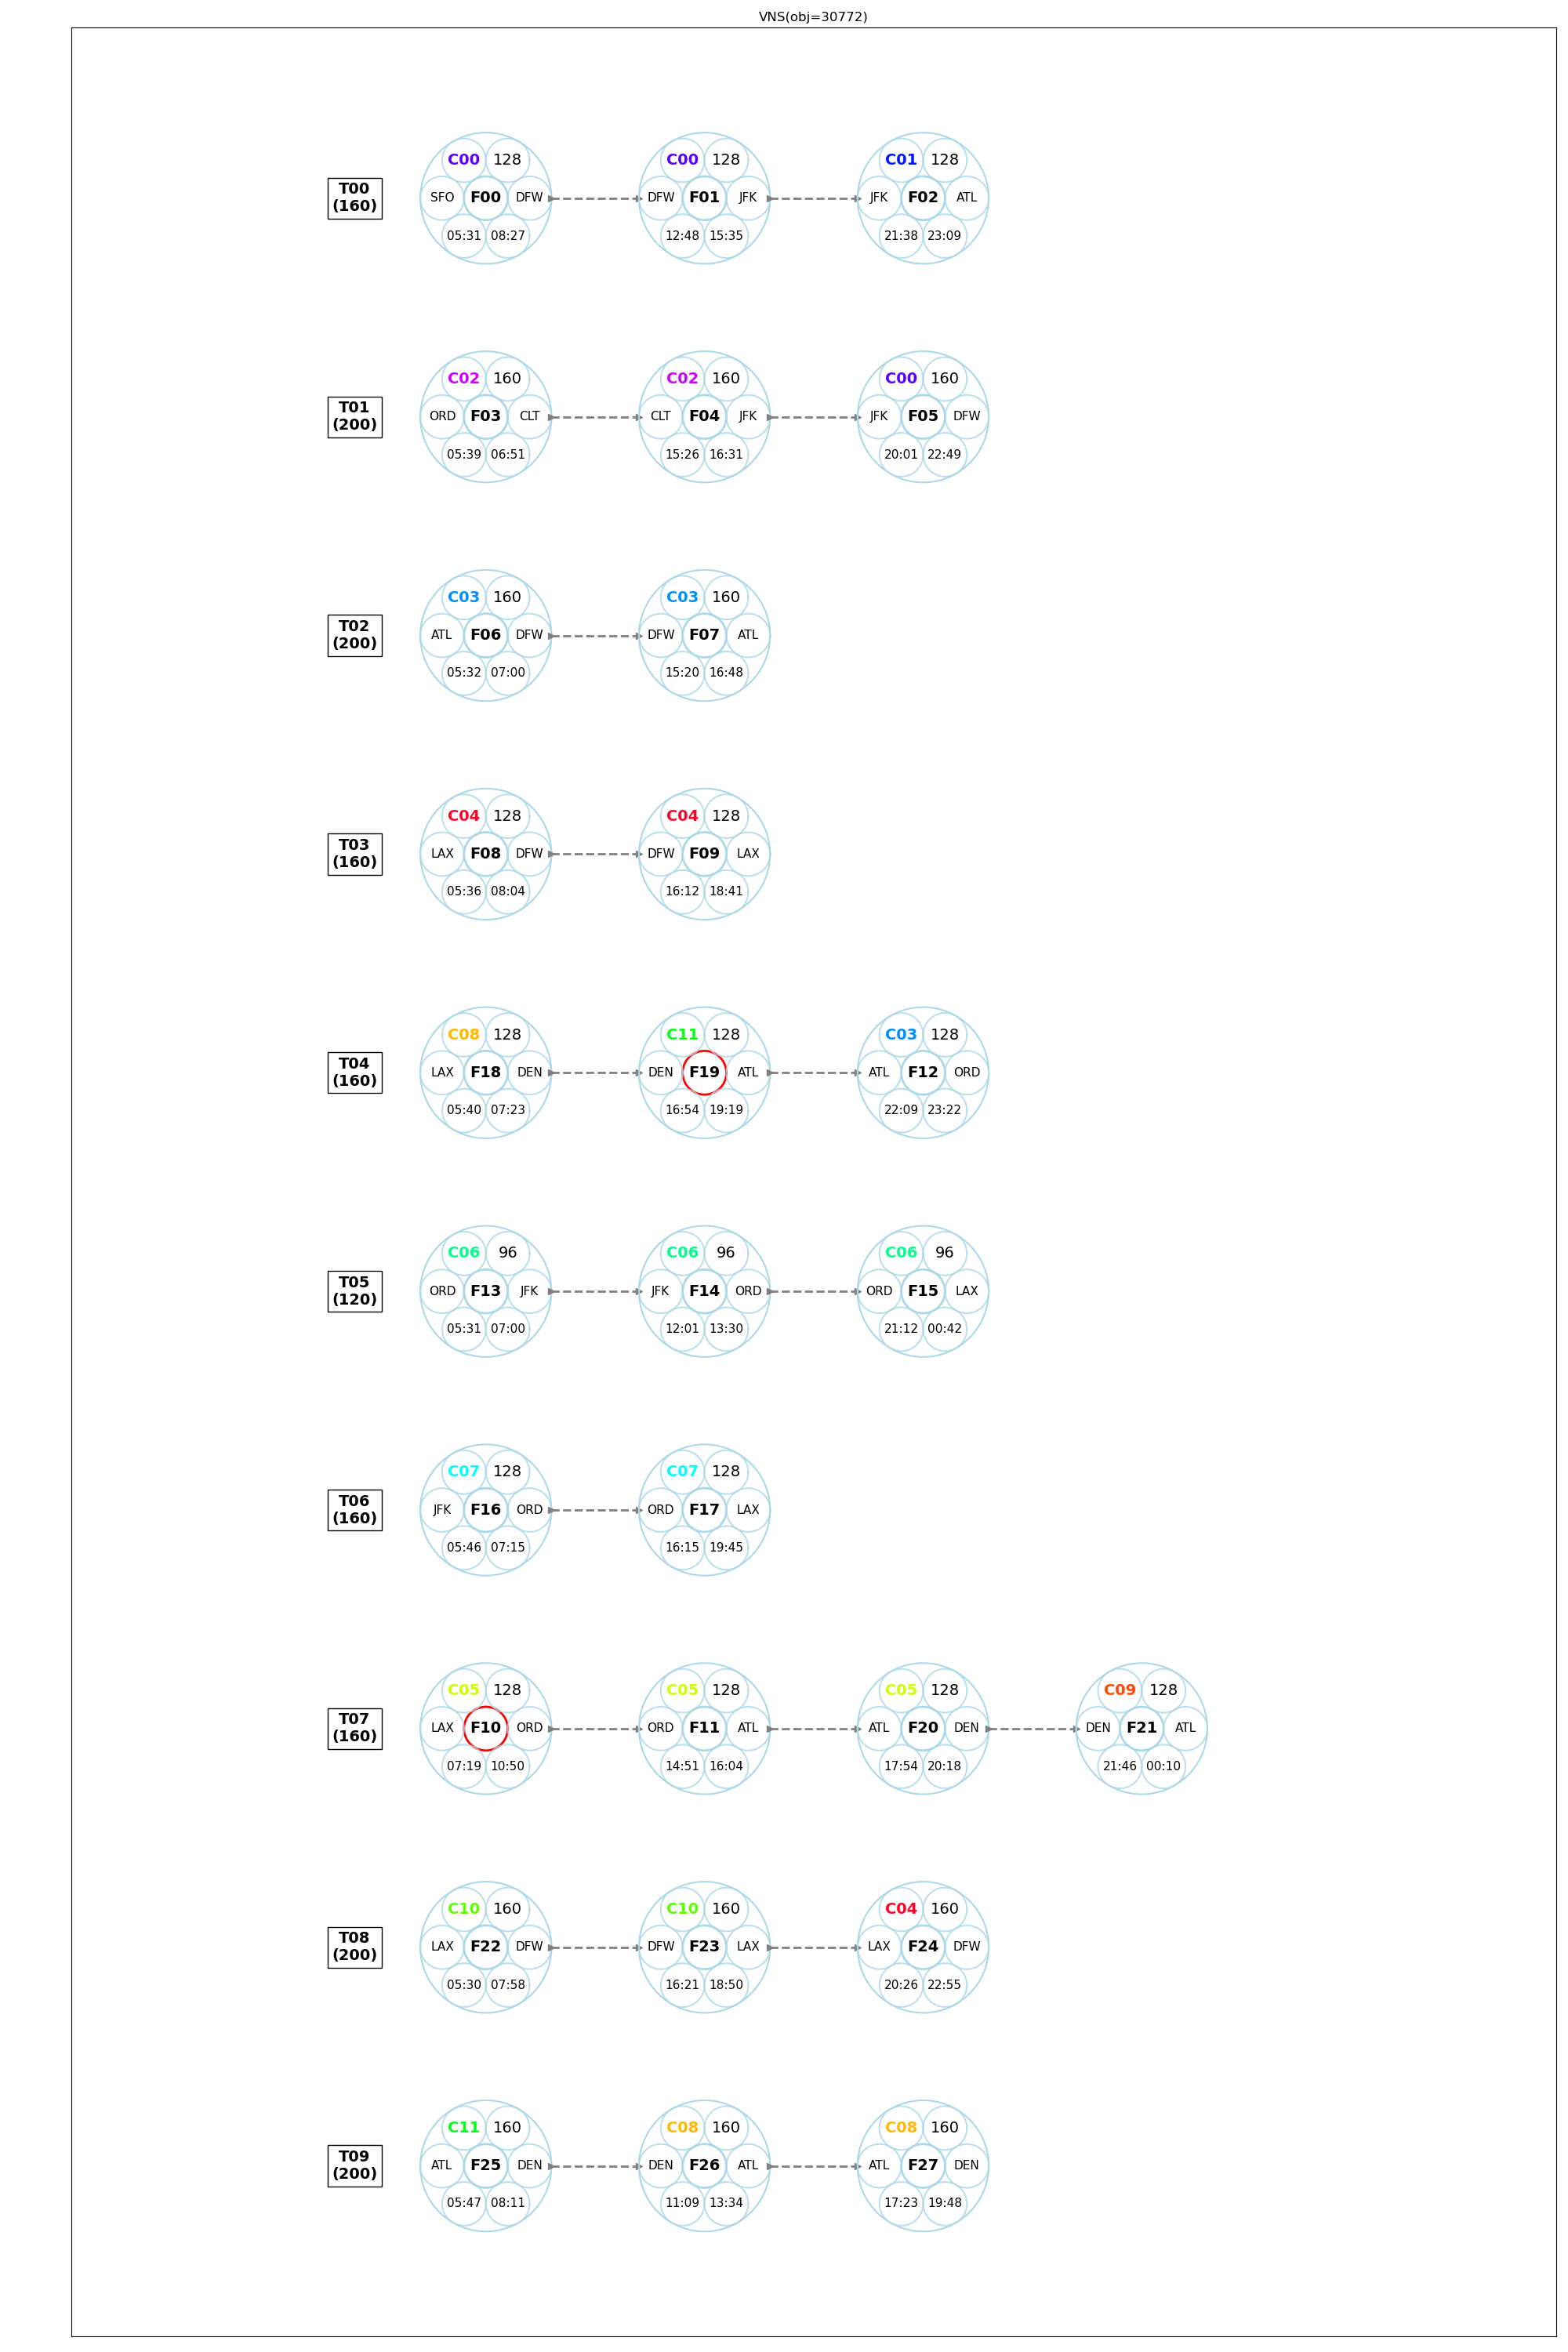 VNS(obj=30772)
C00 128 C00 128 C01 128
T00
(160)
SFO F00 DFW DFW F01 JFK JFK F02 ATL
05:31 08:27 12:48 15:35 21:38 23:09
C02 160 C02 160 C00 160
T01
(200)
ORD F03 CLT CLT F04 JFK JFK F05 DFW
05:39 06:51 15:26 16:31 20:01 22:49
C03 160 C03 160
T02
(200)
ATL F06 DFW DFW F07 ATL
05:32 07:00 15:20 16:48
C04 128 C04 128
T03
(160)
LAX F08 DFW DFW F09 LAX
05:36 08:04 16:12 18:41
C08 128 C11 128 C03 128
T04
(160)
LAX F18 DEN DEN F19 ATL ATL F12 ORD
05:40 07:23 16:54 19:19 22:09 23:22
C06 96 C06 96 C06 96
T05
(120)
ORD F13 JFK JFK F14 ORD ORD F15 LAX
05:31 07:00 12:01 13:30 21:12 00:42
C07 128 C07 128
T06
(160)
JFK F16 ORD ORD F17 LAX
05:46 07:15 16:15 19:45
C05 128 C05 128 C05 128 C09 128
T07
(160)
LAX F10 ORD ORD F11 ATL ATL F20 DEN DEN F21 ATL
07:19 10:50 14:51 16:04 17:54 20:18 21:46 00:10
C10 160 C10 160 C04 160
T08
(200)
LAX F22 DFW DFW F23 LAX LAX F24 DFW
05:30 07:58 16:21 18:50 20:26 22:55
C11 160 C08 160 C08 160
T09
(200)
ATL F25 DEN DEN F26 ATL ATL F27 DEN
05:47 08:11 11:09 13:34 17:23 19:48